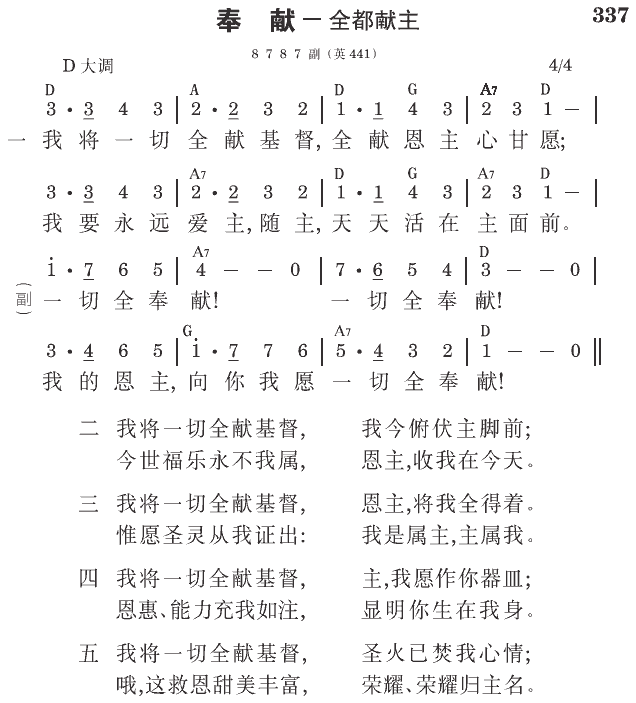 奉 献 — 全都献主 337
8 7 8 7 副（英441）
D 大调 4/4
D A D G A7 D
3 · 3 4 3 | 2 · 2 3 2 | 1 · 1 4 3 | 2 3 1 — |
一 我 将 一 切 全 献 基 督, 全 献 恩 主 心 甘 愿;
A7 D G A7 D
3 · 3 4 3 | 2 · 2 3 2 | 1 · 1 4 3 | 2 3 1 — |
我 要 永 远 爱 主, 随 主, 天 天 活 在 主 面 前。
A7 D
1 · 7 6 5 | 4 — — 0 | 7 · 6 5 4 | 3 — — 0 |
（副） 一 切 全 奉 献! 一 切 全 奉 献!
G A7 D
3 · 4 6 5 | 1 · 7 7 6 | 5 · 4 3 2 | 1 — — 0 ‖
我 的 恩 主, 向 你 我 愿 一 切 全 奉 献!
二 我将一切全献基督, 我今俯伏主脚前;
今世福乐永不我属, 恩主,收我在今天。
三 我将一切全献基督, 恩主,将我全得着。
惟愿圣灵从我证出: 我是属主,主属我。
四 我将一切全献基督, 主,我愿作你器皿;
恩惠、能力充我如注, 显明你生在我身。
五 我将一切全献基督, 圣火已焚我心情;
哦,这救恩甜美丰富, 荣耀、荣耀归主名。